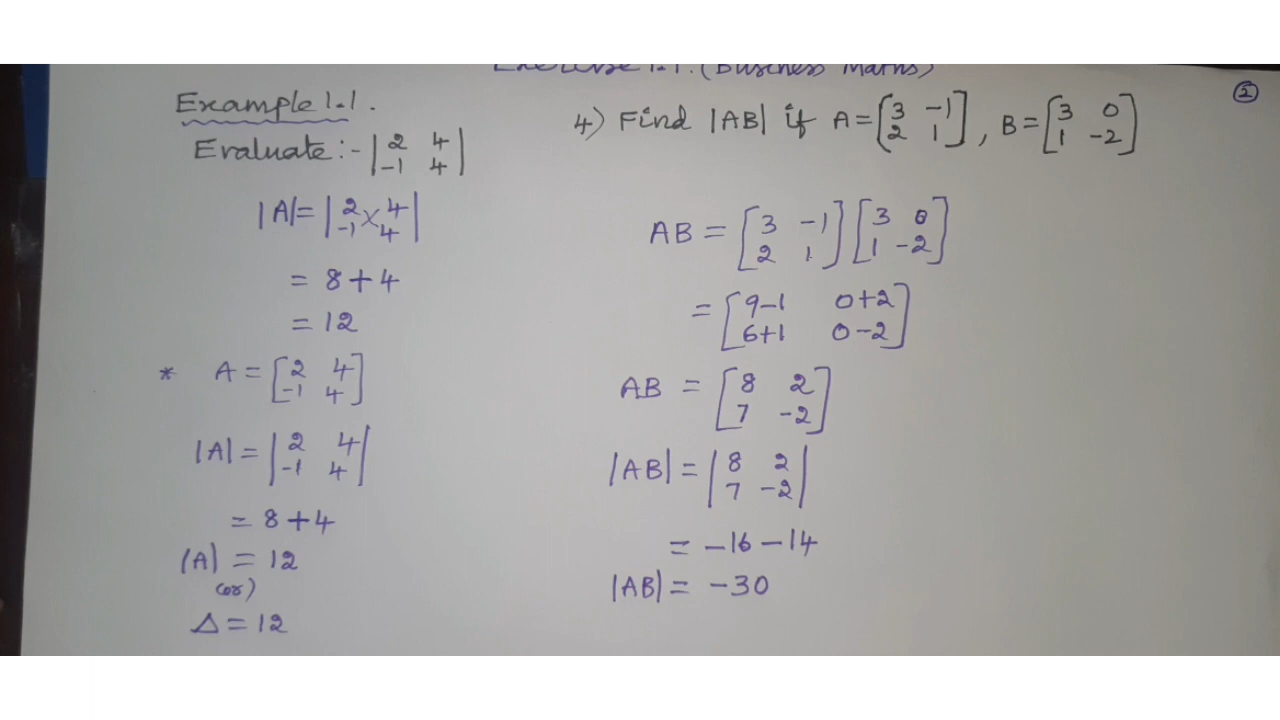 Exercise 1.1. (Business Maths)
2
Example 1.1.
Evaluate :- | 2 4 |
| -1 4 |
|A| = | 2 4 |
| -1 4 |
= 8+4
= 12
* A = [ 2 4 ]
[ -1 4 ]
|A| = | 2 4 |
| -1 4 |
= 8+4
|A| = 12
(or)
Δ = 12
4) Find |AB| if A = [ 3 -1 ] , B = [ 3 0 ]
[ 2 1 ] [ 1 -2 ]
AB = [ 3 -1 ] [ 3 0 ]
[ 2 1 ] [ 1 -2 ]
= [ 9-1 0+2 ]
[ 6+1 0-2 ]
AB = [ 8 2 ]
[ 7 -2 ]
|AB| = | 8 2 |
| 7 -2 |
= -16 -14
|AB| = -30